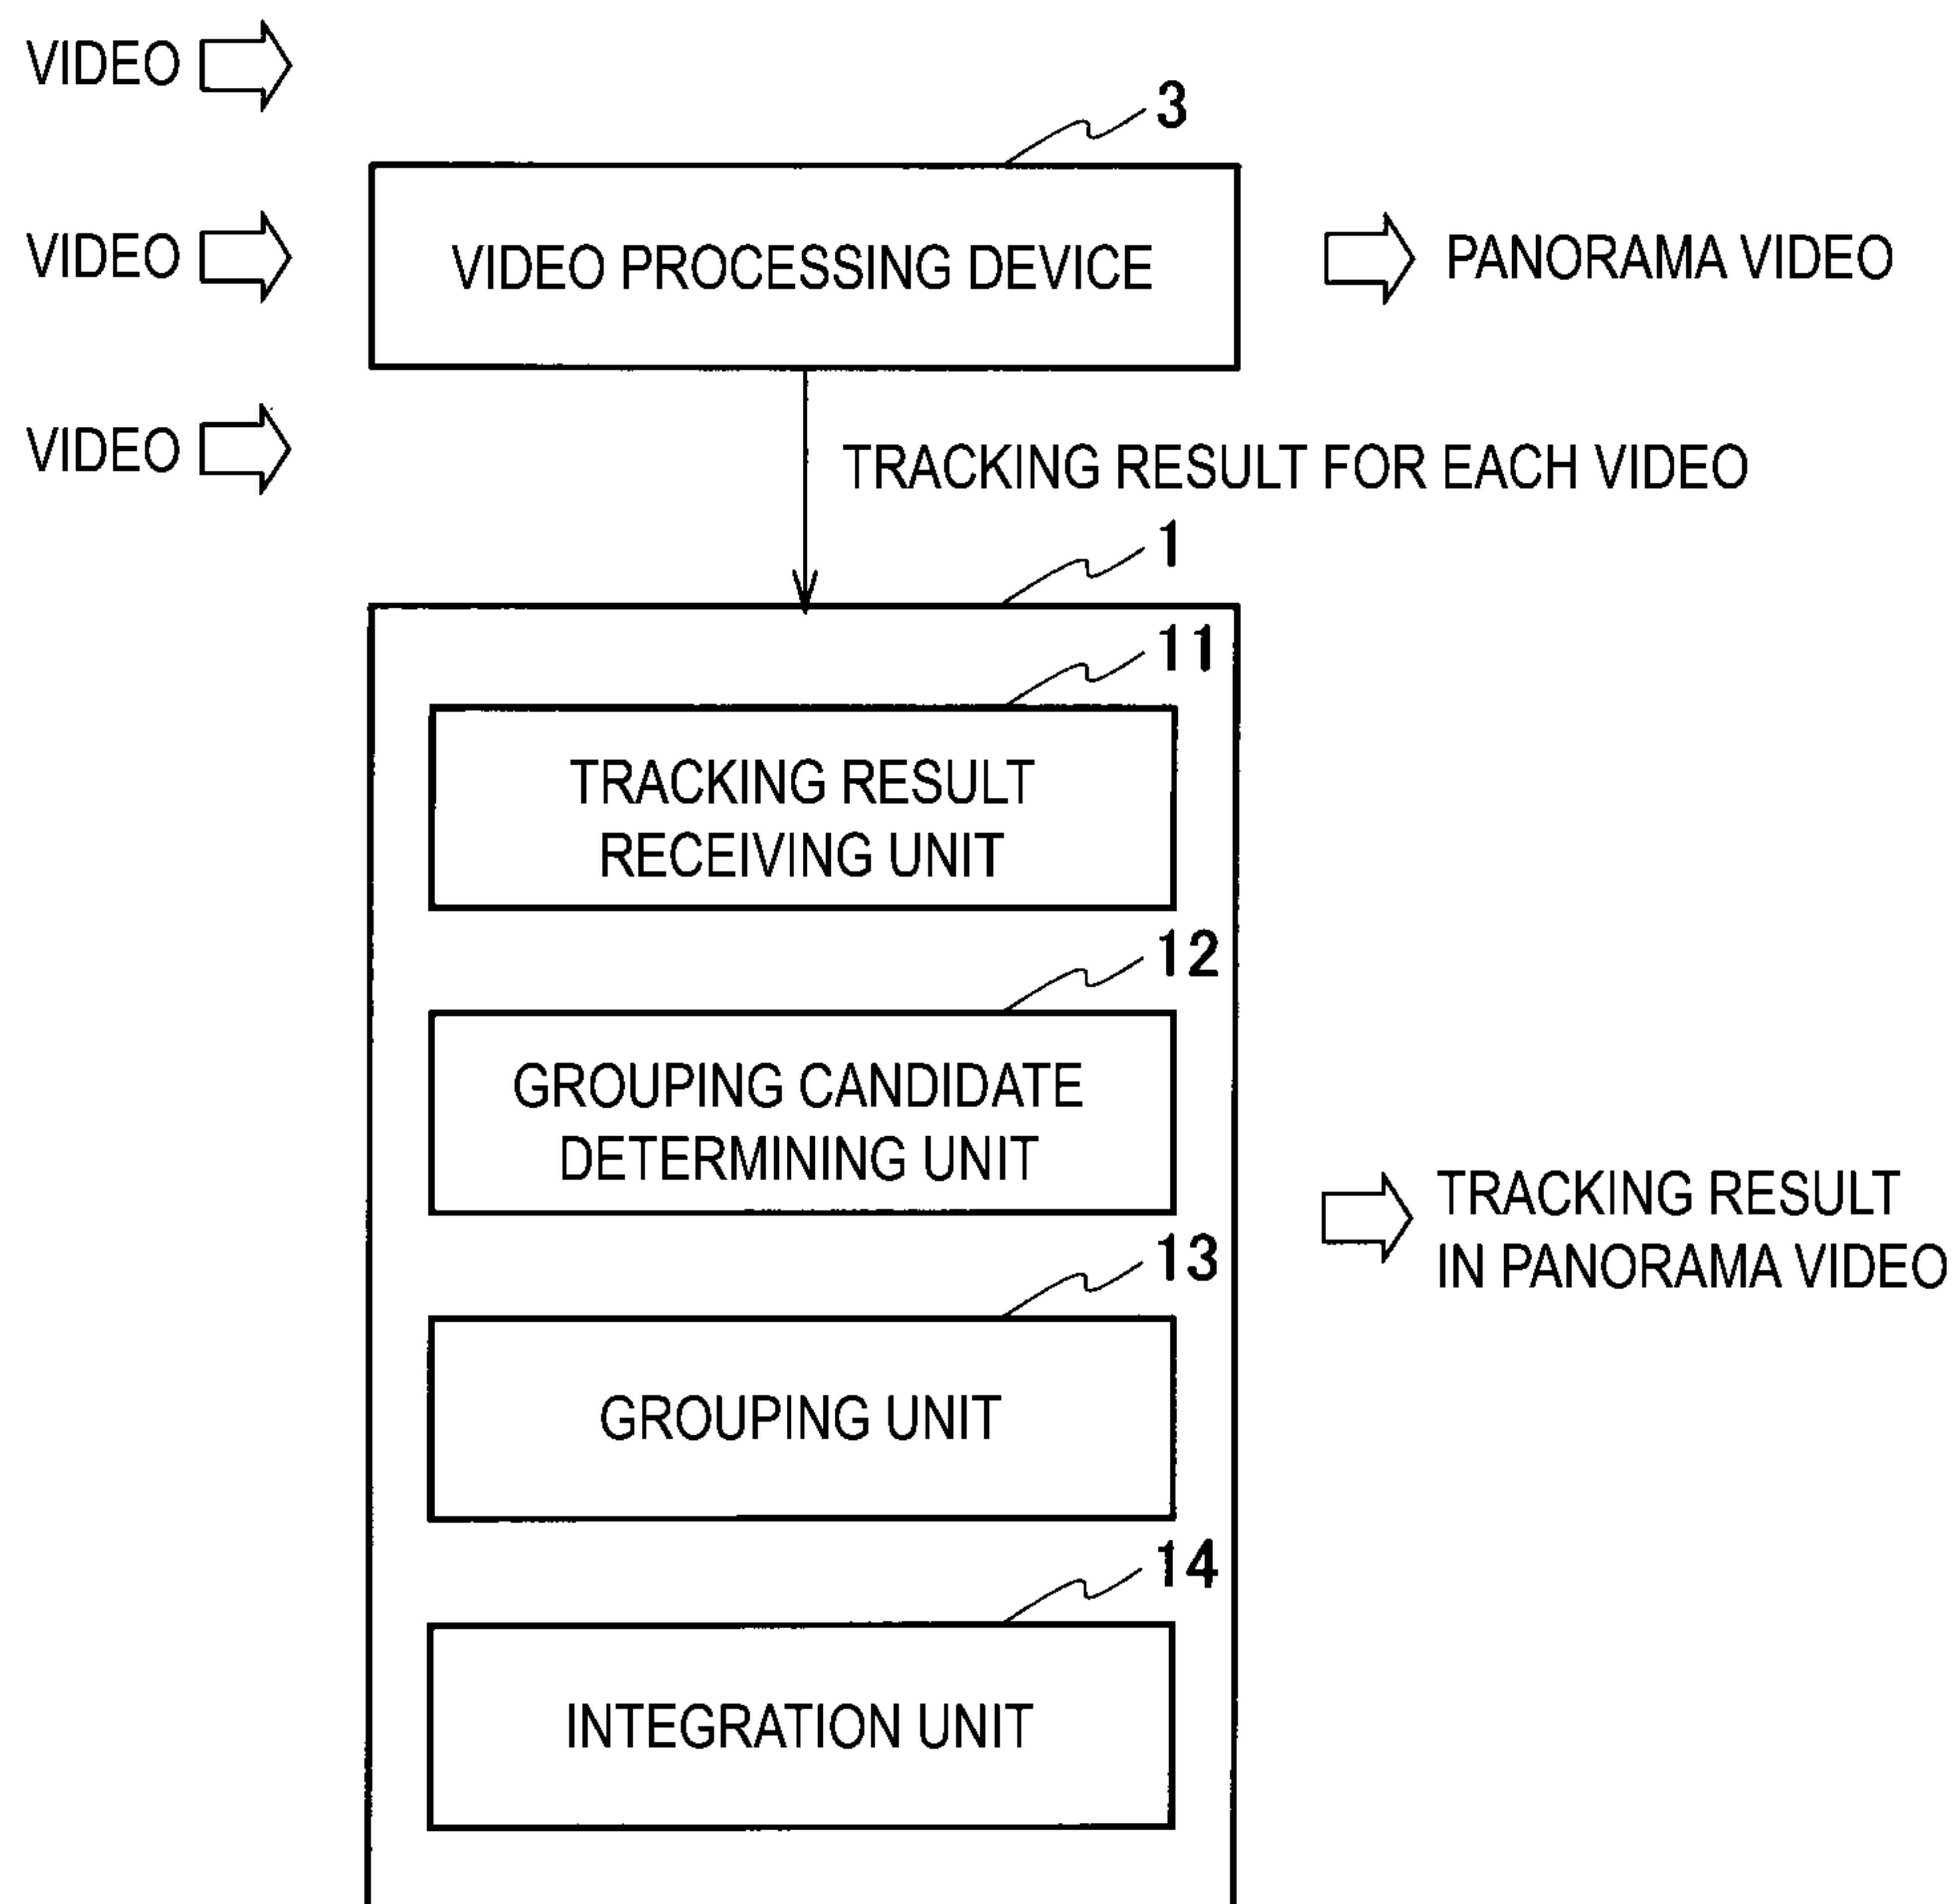 VIDEO
3
VIDEO
VIDEO PROCESSING DEVICE
PANORAMA VIDEO
VIDEO
TRACKING RESULT FOR EACH VIDEO
1
11
TRACKING RESULT
RECEIVING UNIT
12
GROUPING CANDIDATE
DETERMINING UNIT
TRACKING RESULT
IN PANORAMA VIDEO
13
GROUPING UNIT
14
INTEGRATION UNIT